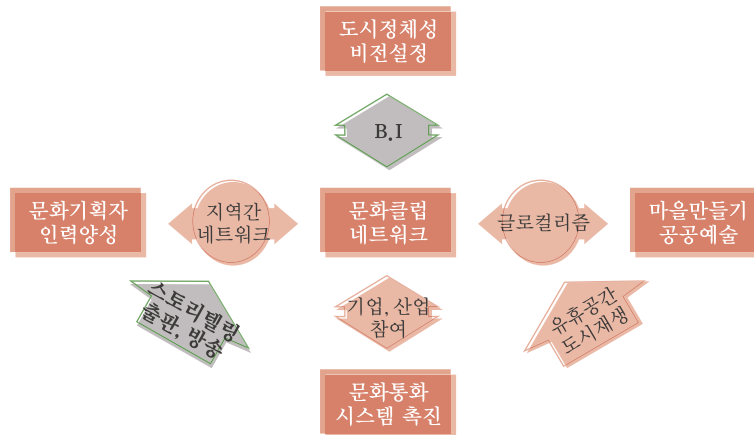 도시정체성
비전설정
B.I
문화기획자
인력양성
지역간
네트워크
문화클럽
네트워크
글로컬리즘
마을만들기
공공예술
스토리텔링
출판, 방송
기업, 산업
참여
유휴공간
도시재생
문화통화
시스템 촉진